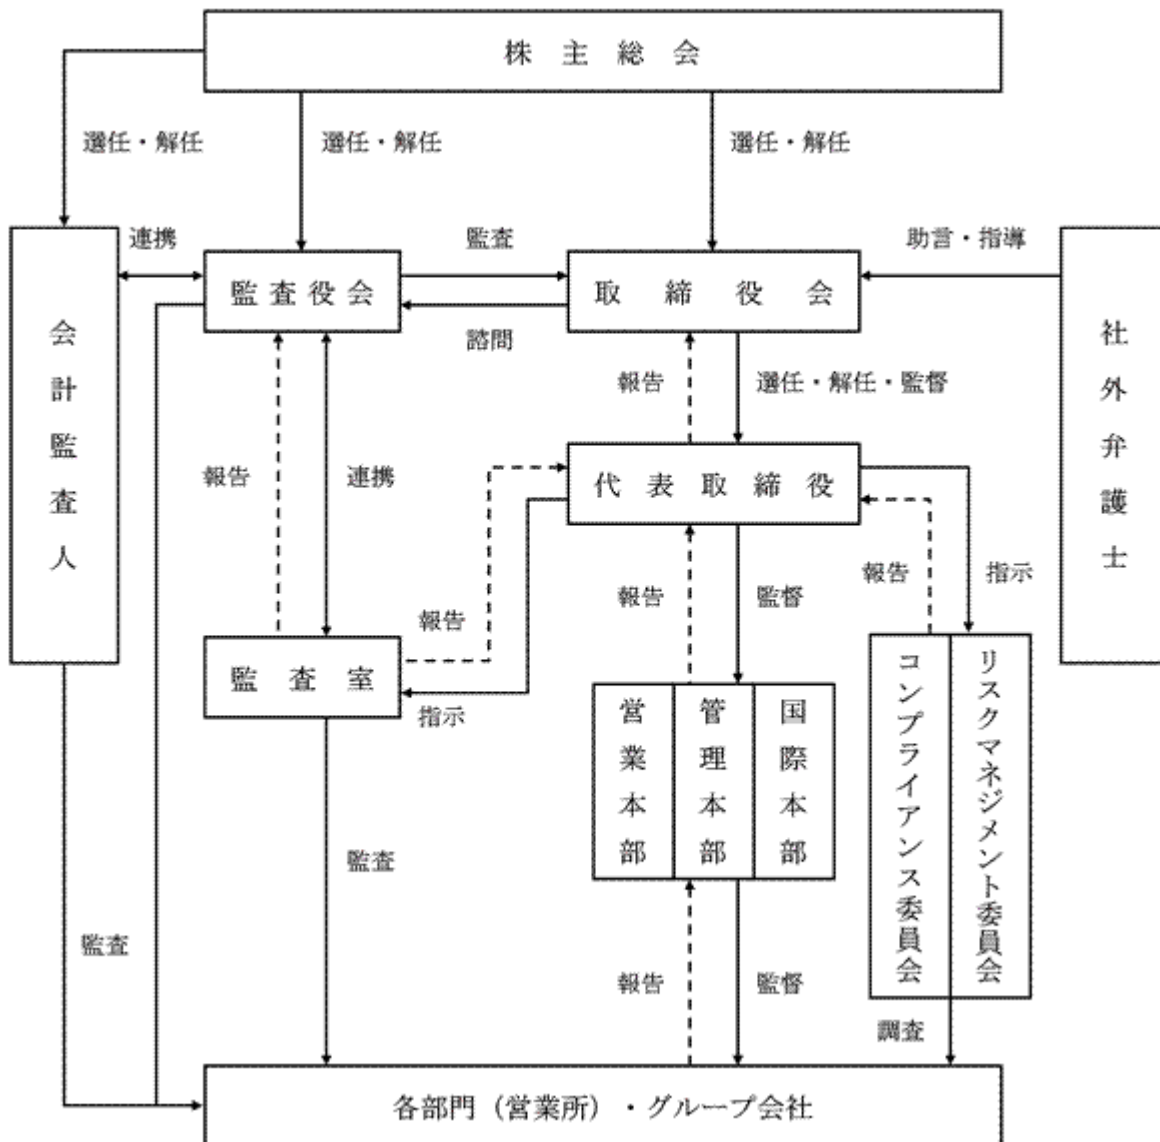 株主総会
選任・解任
選任・解任
選任・解任
連携
監査
助言・指導
会計監査人
監査役会
取締役会
社外弁護士
諮問
報告
選任・解任・監督
報告
連携
代表取締役
報告
報告
監督
報告
指示
監査室
指示
営業本部
管理本部
国際本部
コンプライアンス委員会
リスクマネジメント委員会
監査
監査
報告
監督
調査
各部門（営業所）・グループ会社